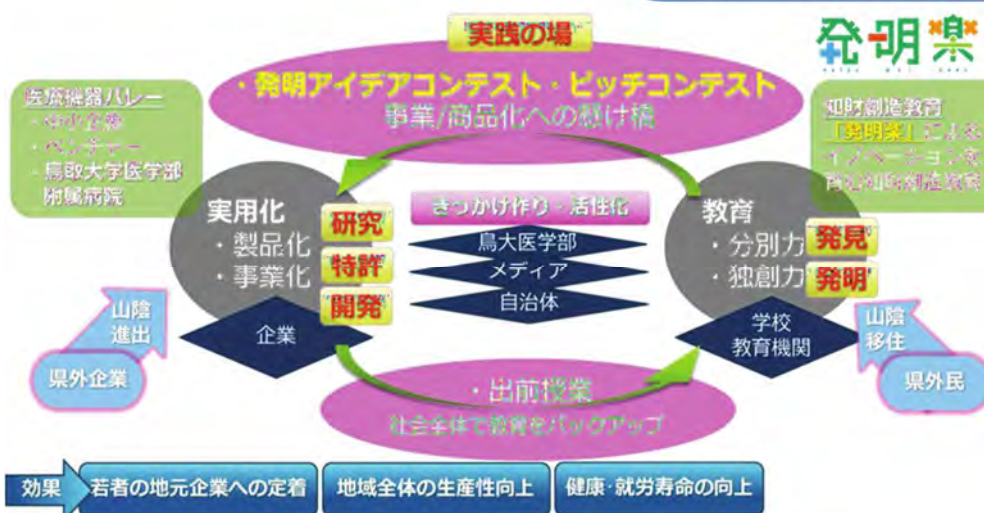 実践の場
・発明アイデアコンテスト・ピッチコンテスト
事業/商品化への懸け橋
発明楽
医療機器バレー
・中小企業
・ベンチャー
・鳥取大学医学部
附属病院
知財創造教育
「発明楽」による
イノベーションを
育む知財創造教育
実用化
・製品化
・事業化
研究
特許
開発
きっかけ作り・活性化
鳥大医学部
メディア
自治体
教育
・分別力
・独創力
発見
発明
企業
学校
教育機関
山陰
進出
県外企業
山陰
移住
県外民
・出前授業
社会全体で教育をバックアップ
効果
若者の地元企業への定着
地域全体の生産性向上
健康・就労寿命の向上